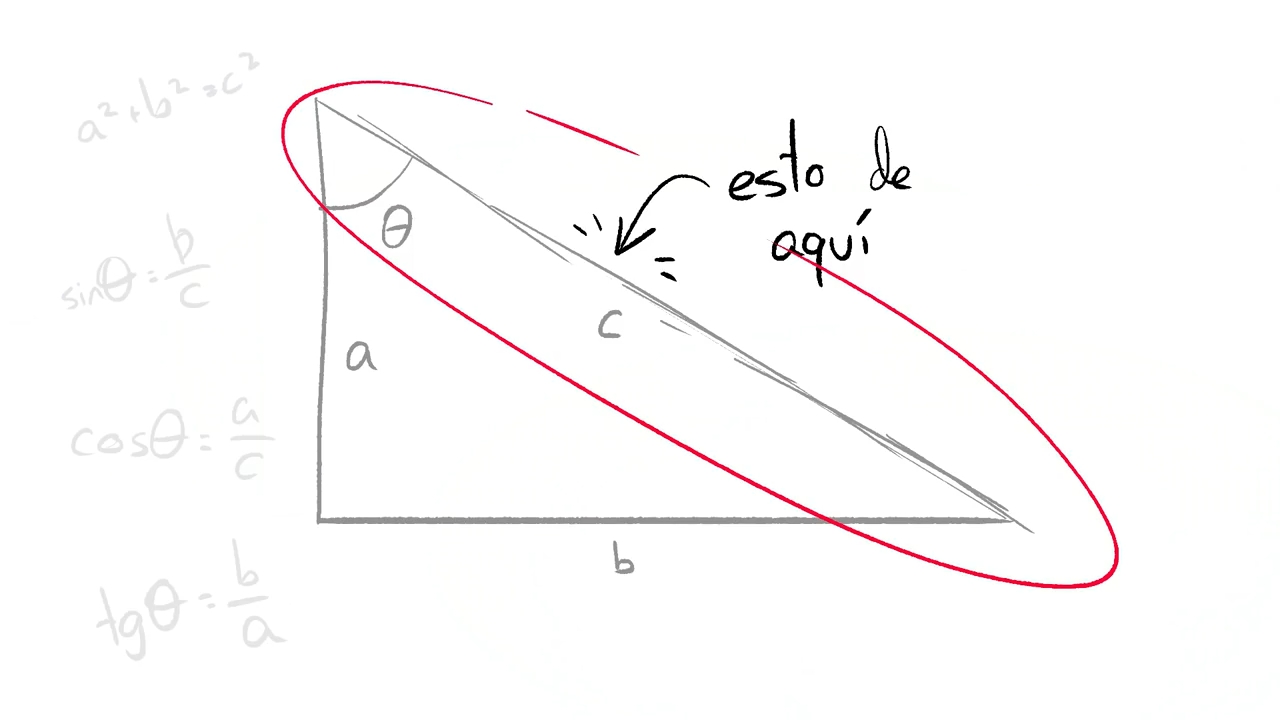 a²+b²=c²
esto de
aquí
θ
sinθ=b/c
c
a
cosθ=a/c
b
tgθ=b/a